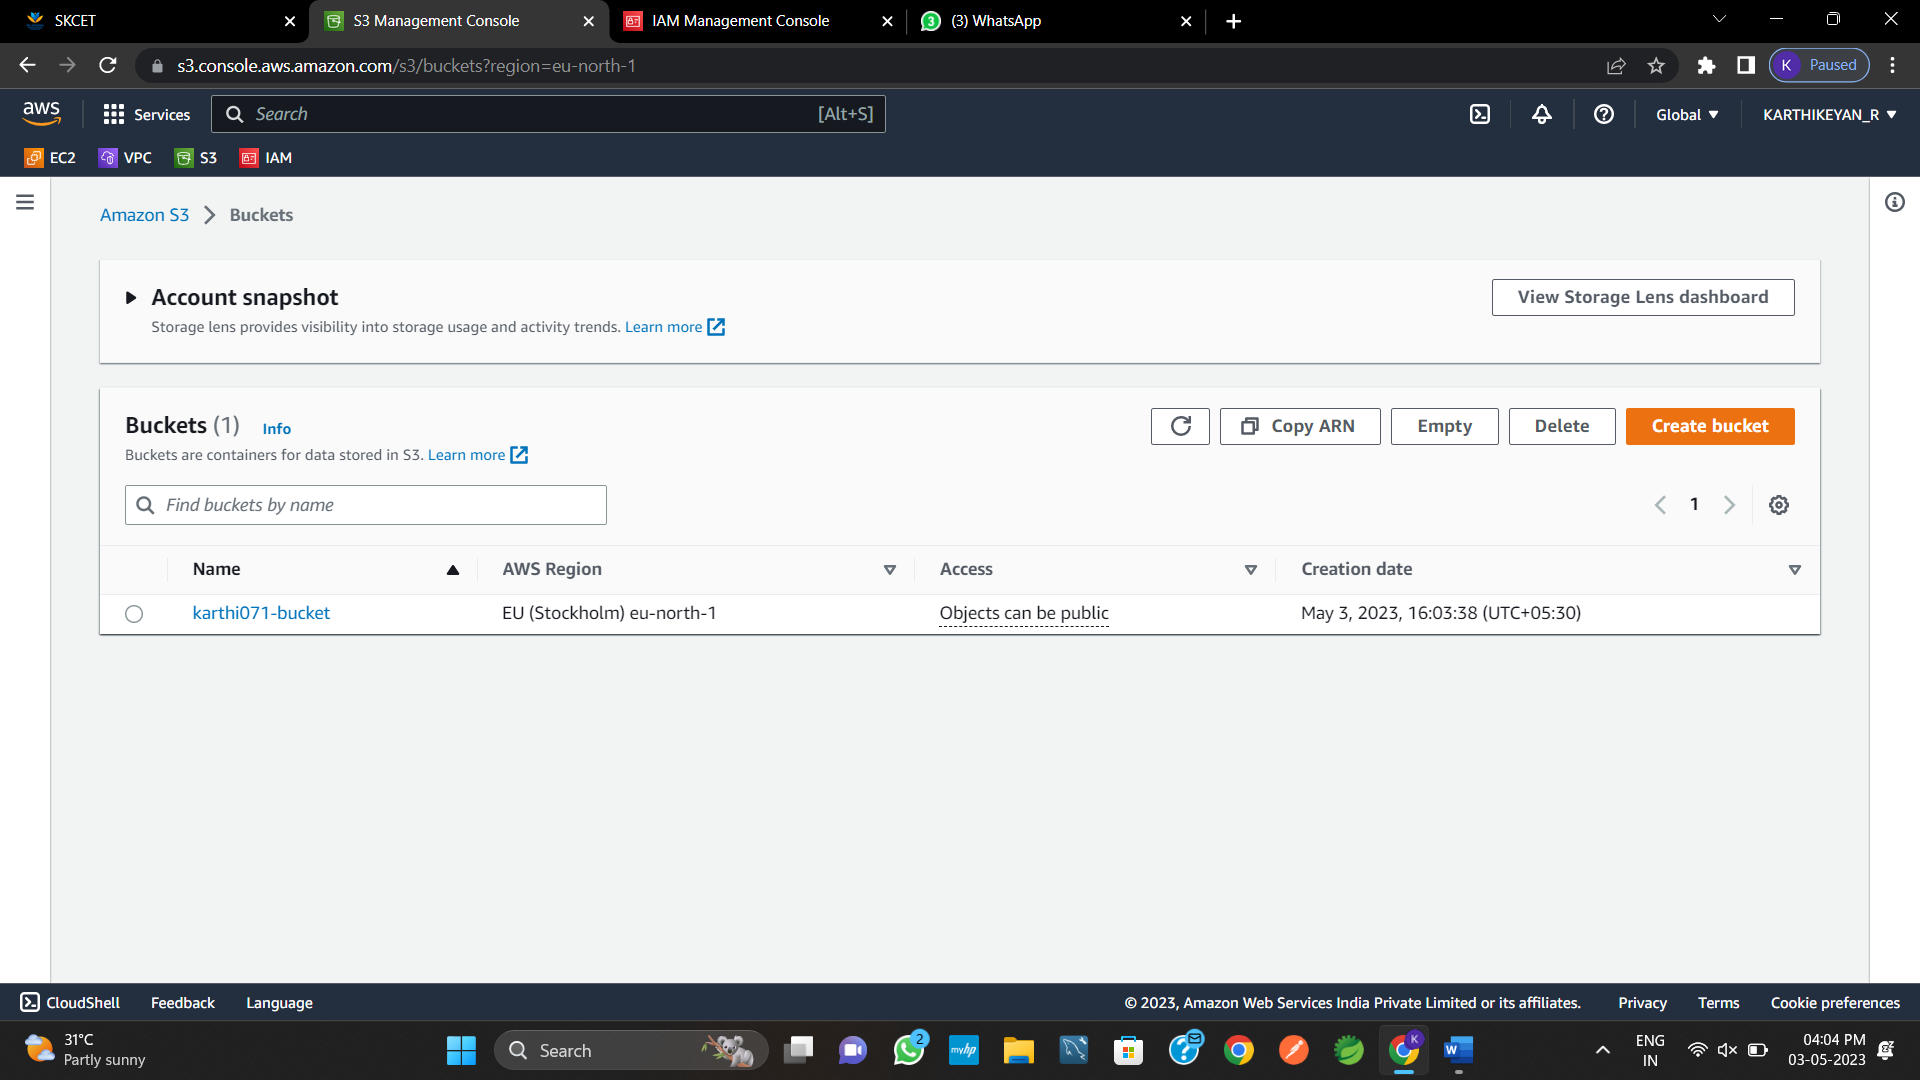 SKCET
S3 Management Console
IAM Management Console
3 (3) WhatsApp
s3.console.aws.amazon.com/s3/buckets?region=eu-north-1
K Paused
aws
Services
Search [Alt+S]
Global
KARTHIKEYAN_R
EC2
VPC
S3
IAM
Amazon S3 Buckets
Account snapshot
View Storage Lens dashboard
Storage lens provides visibility into storage usage and activity trends. Learn more
Buckets (1) Info
Copy ARN
Empty
Delete
Create bucket
Buckets are containers for data stored in S3. Learn more
Find buckets by name
1
Name AWS Region Access Creation date
karthi071-bucket EU (Stockholm) eu-north-1 Objects can be public May 3, 2023, 16:03:38 (UTC+05:30)
CloudShell Feedback Language
© 2023, Amazon Web Services India Private Limited or its affiliates. Privacy Terms Cookie preferences
31°C
Partly sunny
Search
2
myhp
K
W
ENG
IN
04:04 PM
03-05-2023